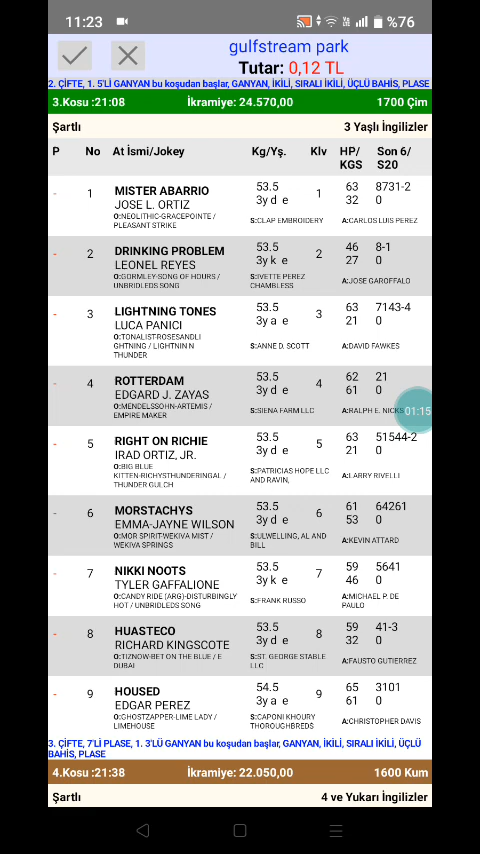 11:23 %76
gulfstream park
Tutar: 0,12 TL
2. ÇİFTE, 1. 5'Lİ GANYAN bu koşudan başlar, GANYAN, İKİLİ, SIRALI İKİLİ, ÜÇLÜ BAHİS, PLASE
3.Kosu :21:08 İkramiye: 24.570,00 1700 Çim
Şartlı 3 Yaşlı İngilizler
P No At İsmi/Jokey Kg/Yş. Klv HP/ Son 6/
KGS S20
- 1 MISTER ABARRIO 53.5 1 63 8731-2
JOSE L. ORTIZ 3y d e 32 0
O:NEOLITHIC-GRACEPOINTE / S:CLAP EMBROIDERY A:CARLOS LUIS PEREZ
PLEASANT STRIKE
- 2 DRINKING PROBLEM 53.5 2 46 8-1
LEONEL REYES 3y k e 27 0
O:GORMLEY-SONG OF HOURS / S:IVETTE PEREZ A:JOSE GAROFFALO
UNBRIDLEDS SONG CHAMBLESS
- 3 LIGHTNING TONES 53.5 3 63 7143-4
LUCA PANICI 3y a e 21 0
O:TONALIST-ROSESANDLI S:ANNE D. SCOTT A:DAVID FAWKES
GHTNING / LIGHTNIN N
THUNDER
- 4 ROTTERDAM 53.5 4 62 21
EDGARD J. ZAYAS 3y d e 61 0
O:MENDELSSOHN-ARTEMIS / S:SIENA FARM LLC A:RALPH E. NICKS 01:15
EMPIRE MAKER
- 5 RIGHT ON RICHIE 53.5 5 63 51544-2
IRAD ORTIZ, JR. 3y d e 21 0
O:BIG BLUE S:PATRICIAS HOPE LLC A:LARRY RIVELLI
KITTEN-RICHYSTHUNDERINGAL / AND RAVIN,
THUNDER GULCH
- 6 MORSTACHYS 53.5 6 61 64261
EMMA-JAYNE WILSON 3y d e 53 0
O:MOR SPIRIT-WEKIVA MIST / S:ULWELLING, AL AND A:KEVIN ATTARD
WEKIVA SPRINGS BILL
- 7 NIKKI NOOTS 53.5 7 59 5641
TYLER GAFFALIONE 3y k e 46 0
O:CANDY RIDE (ARG)-DISTURBINGLY S:FRANK RUSSO A:MICHAEL P. DE
HOT / UNBRIDLEDS SONG PAULO
- 8 HUASTECO 53.5 8 59 41-3
RICHARD KINGSCOTE 3y d e 32 0
O:TIZNOW-BET ON THE BLUE / E S:ST. GEORGE STABLE A:FAUSTO GUTIERREZ
DUBAI LLC
- 9 HOUSED 54.5 9 65 3101
EDGAR PEREZ 3y a e 61 0
O:GHOSTZAPPER-LIME LADY / S:CAPONI KHOURY A:CHRISTOPHER DAVIS
LIMEHOUSE THOROUGHBREDS
3. ÇİFTE, 7'Lİ PLASE, 1. 3'LÜ GANYAN bu koşudan başlar, GANYAN, İKİLİ, SIRALI İKİLİ, ÜÇLÜ
BAHİS, PLASE
4.Kosu :21:38 İkramiye: 22.050,00 1600 Kum
Şartlı 4 ve Yukarı İngilizler